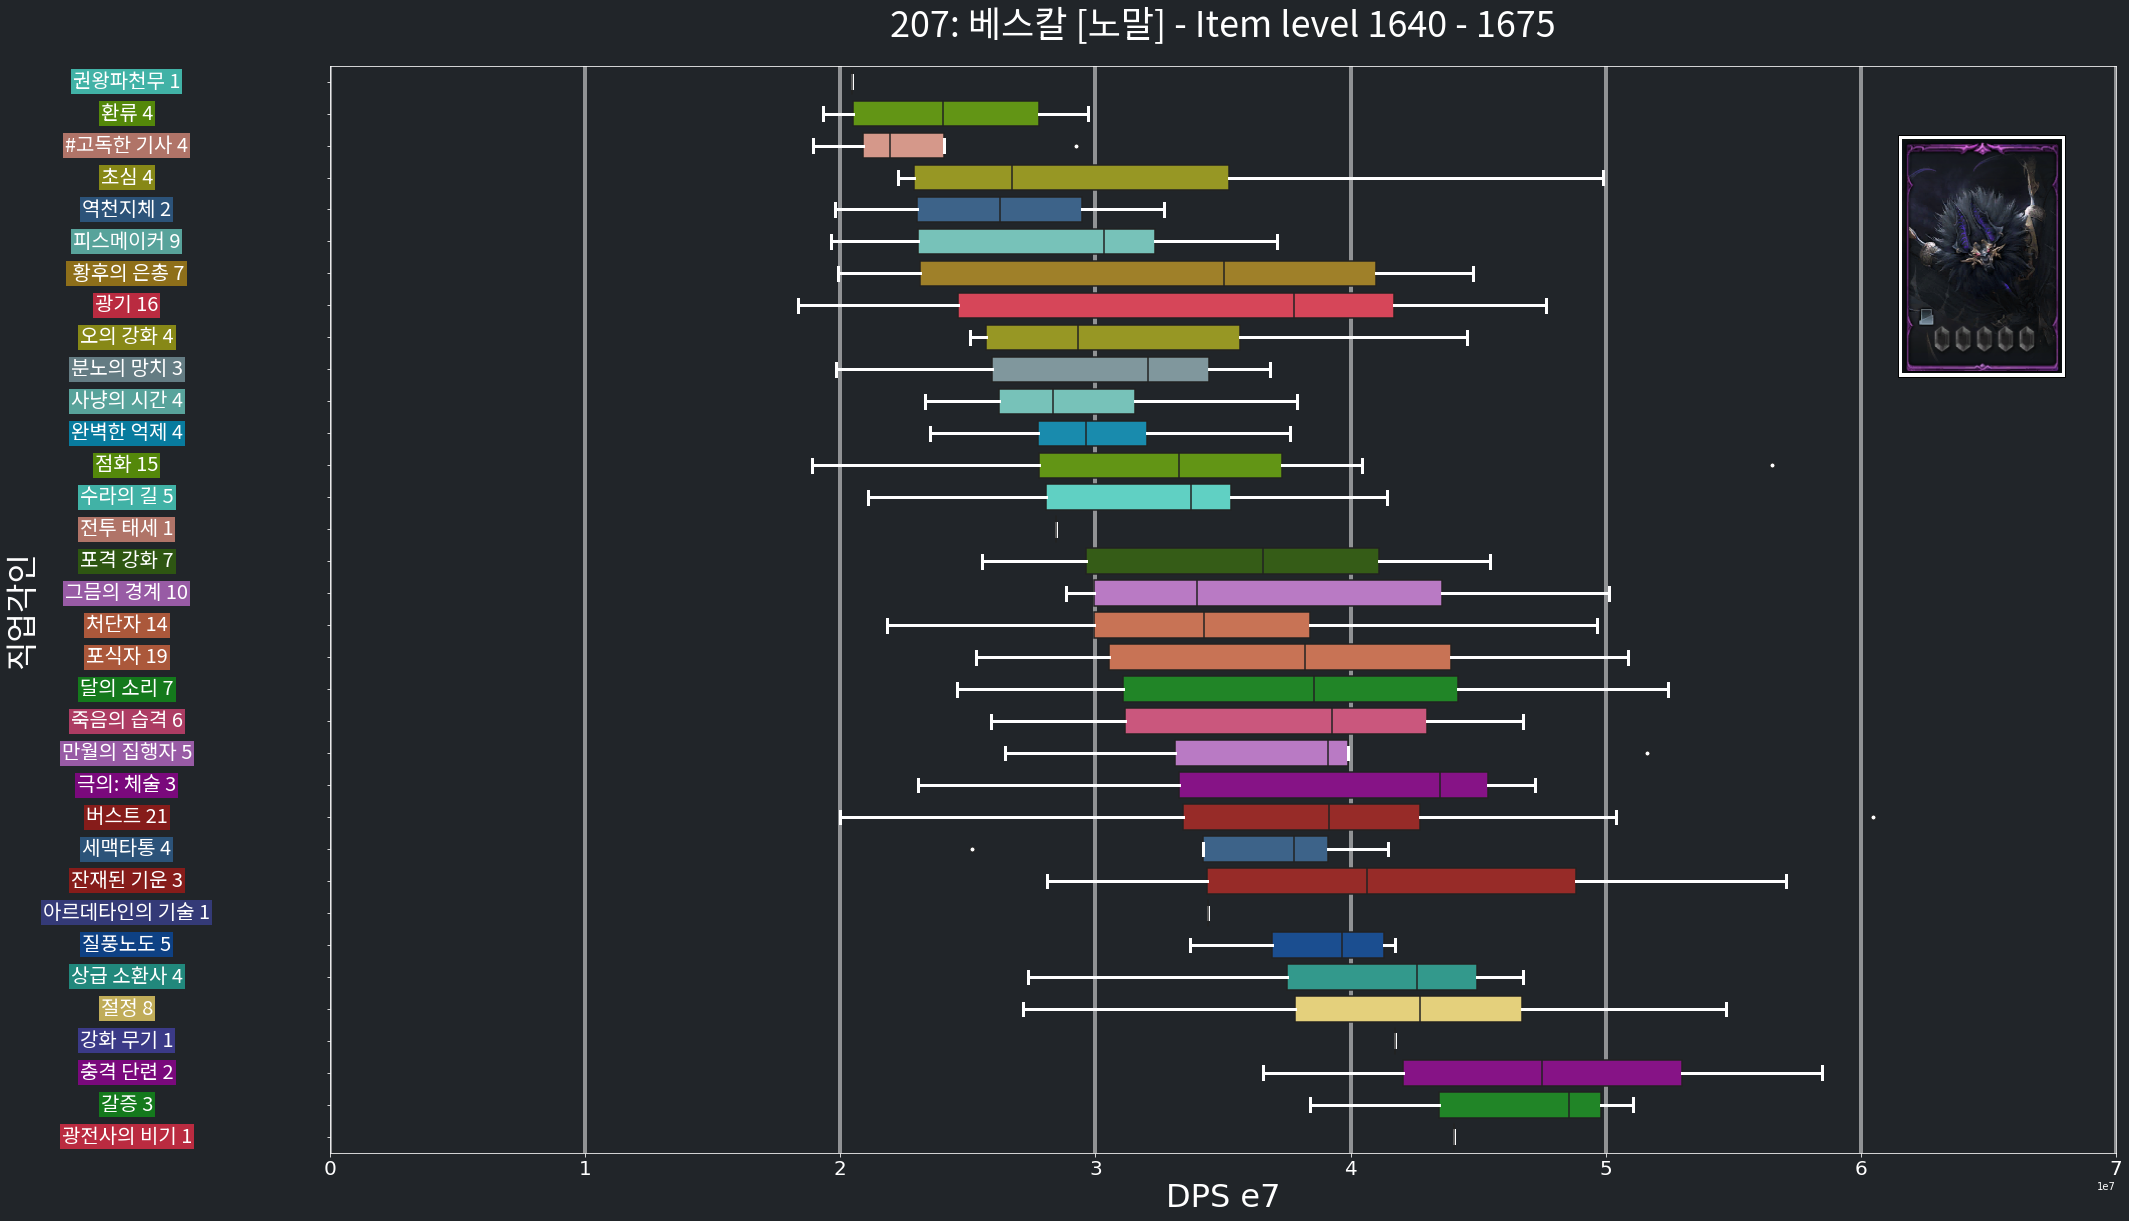 207: 베스칼 [노말] - Item level 1640 - 1675
권왕파천무 1
환류 4
#고독한 기사 4
초심 4
역천지체 2
피스메이커 9
황후의 은총 7
광기 16
오의 강화 4
분노의 망치 3
사냥의 시간 4
완벽한 억제 4
점화 15
수라의 길 5
전투 태세 1
포격 강화 7
그믐의 경계 10
처단자 14
포식자 19
달의 소리 7
죽음의 습격 6
만월의 집행자 5
극의: 체술 3
버스트 21
세맥타통 4
잔재된 기운 3
아르데타인의 기술 1
질풍노도 5
상급 소환사 4
절정 8
강화 무기 1
충격 단련 2
갈증 3
광전사의 비기 1
직업각인
0 1 2 3 4 5 6 7
1e7
DPS e7